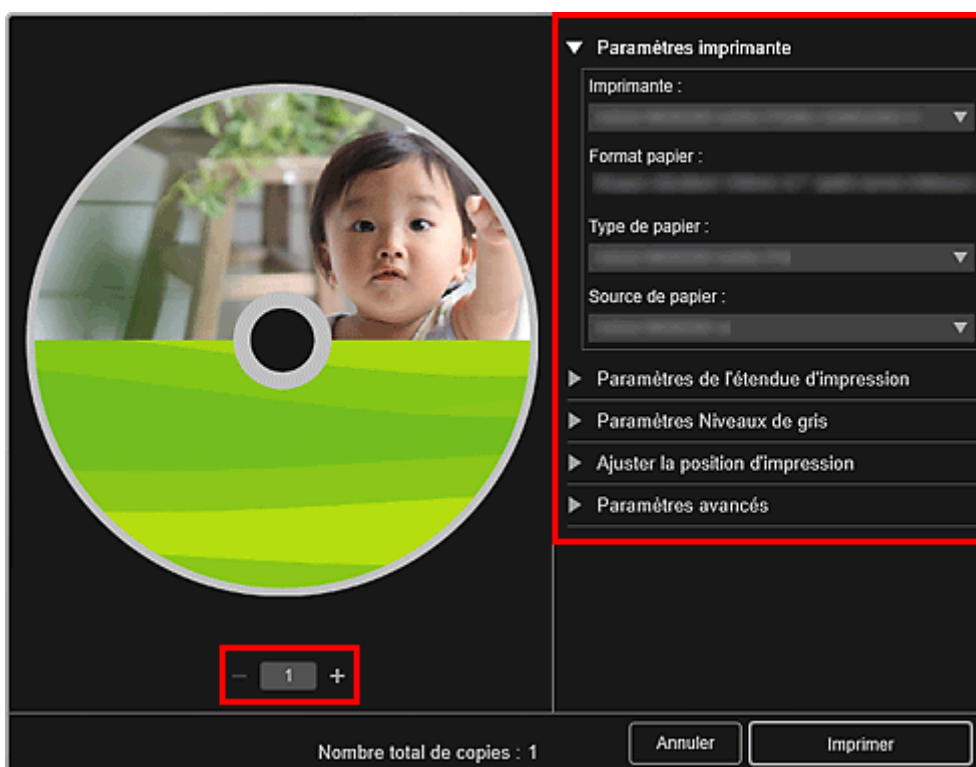 Paramètres imprimante
Imprimante :
Format papier :
Type de papier :
Source de papier :
Paramètres de l'étendue d'impression
Paramètres Niveaux de gris
Ajuster la position d'impression
Paramètres avancés
− 1 +
Nombre total de copies : 1
Annuler
Imprimer